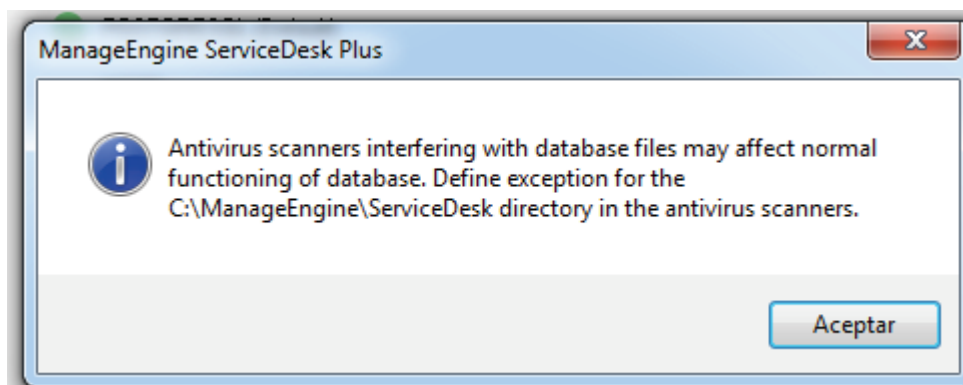 ManageEngine ServiceDesk Plus
Antivirus scanners interfering with database files may affect normal
functioning of database. Define exception for the
C:\ManageEngine\ServiceDesk directory in the antivirus scanners.
Aceptar